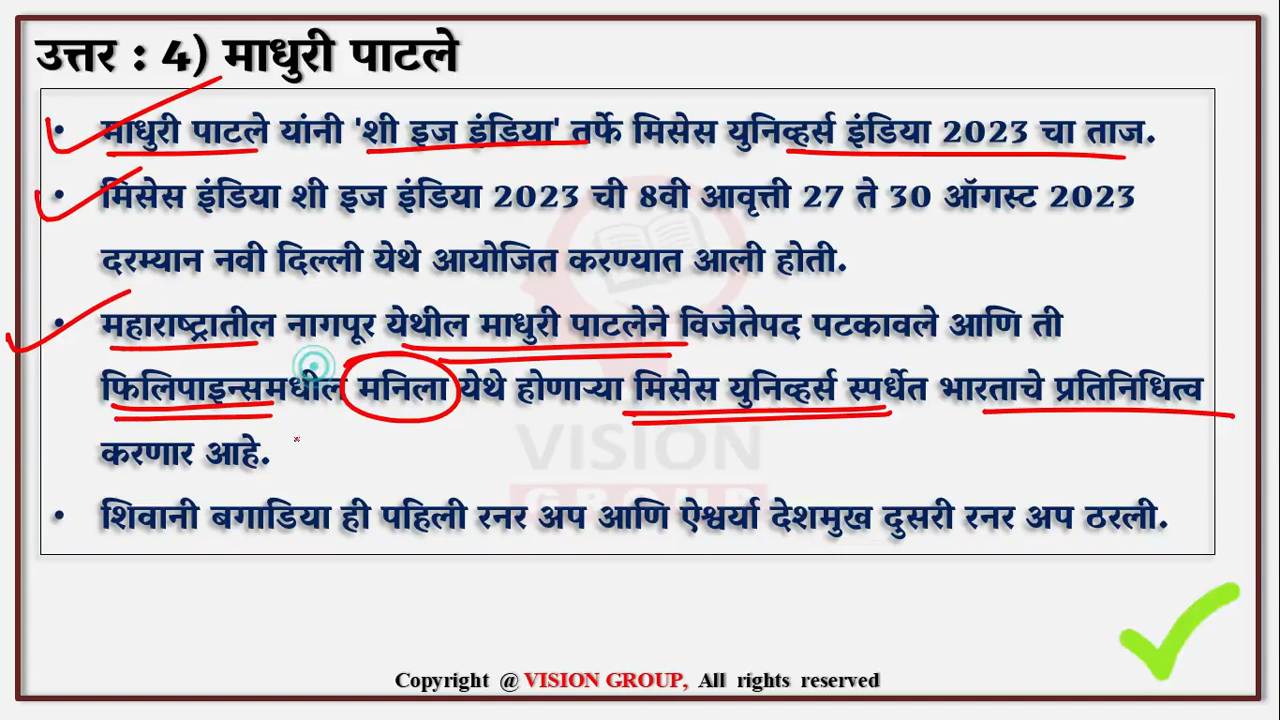 उत्तर : 4) माधुरी पाटले
• माधुरी पाटले यांनी 'शी इज इंडिया' तर्फे मिसेस युनिव्हर्स इंडिया 2023 चा ताज.
• मिसेस इंडिया शी इज इंडिया 2023 ची 8वी आवृत्ती 27 ते 30 ऑगस्ट 2023
दरम्यान नवी दिल्ली येथे आयोजित करण्यात आली होती.
• महाराष्ट्रातील नागपूर येथील माधुरी पाटलेने विजेतेपद पटकावले आणि ती
फिलिपाइन्समधील मनिला येथे होणाऱ्या मिसेस युनिव्हर्स स्पर्धेत भारताचे प्रतिनिधित्व
करणार आहे.
VISION
GROUP
• शिवानी बगाडिया ही पहिली रनर अप आणि ऐश्वर्या देशमुख दुसरी रनर अप ठरली.
Copyright @ VISION GROUP, All rights reserved